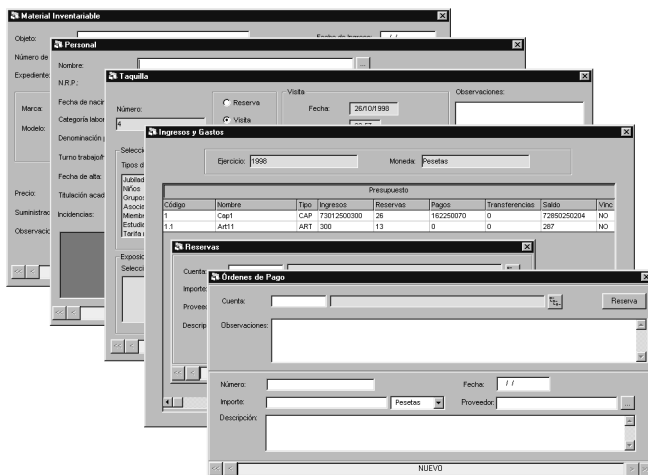 Material Inventariable
Objeto:
Fecha de Ingreso: / /
Número de
Expediente:
Marca:
Modelo:
Precio:
Suministrac
Observacio
<< <
Personal
Nombre:
...
N.R.P.:
Fecha de nacin
Categoría labor
Denominación p
Turno trabajo/
Fecha de alta:
Titulación acad
Incidencias:
<< <
Taquilla
Número:
4
Reserva
Visita
Visita
Fecha: 26/10/1998
Observaciones:
Selecci
Tipos d
Jubilad
Niños
Grupos
Asocia
Miembr
Estudi
Tarifa
Exposic
Selecci
<< <
Ingresos y Gastos
Ejercicio: 1998 Moneda: Pesetas
Presupuesto
Código Nombre Tipo Ingresos Reservas Pagos Transferencias Saldo Vinc
1 Cap1 CAP 73012500300 26 162250070 0 72850250204 NO
1.1 Art11 ART 300 13 0 0 287 NO
Reservas
Cuenta:
Importe:
Provee
Descrip
<< <
Órdenes de Pago
Cuenta: Reserva
Observaciones:
Número: Fecha: / /
Importe: Pesetas Proveedor: ...
Descripción:
<< < NUEVO > >>